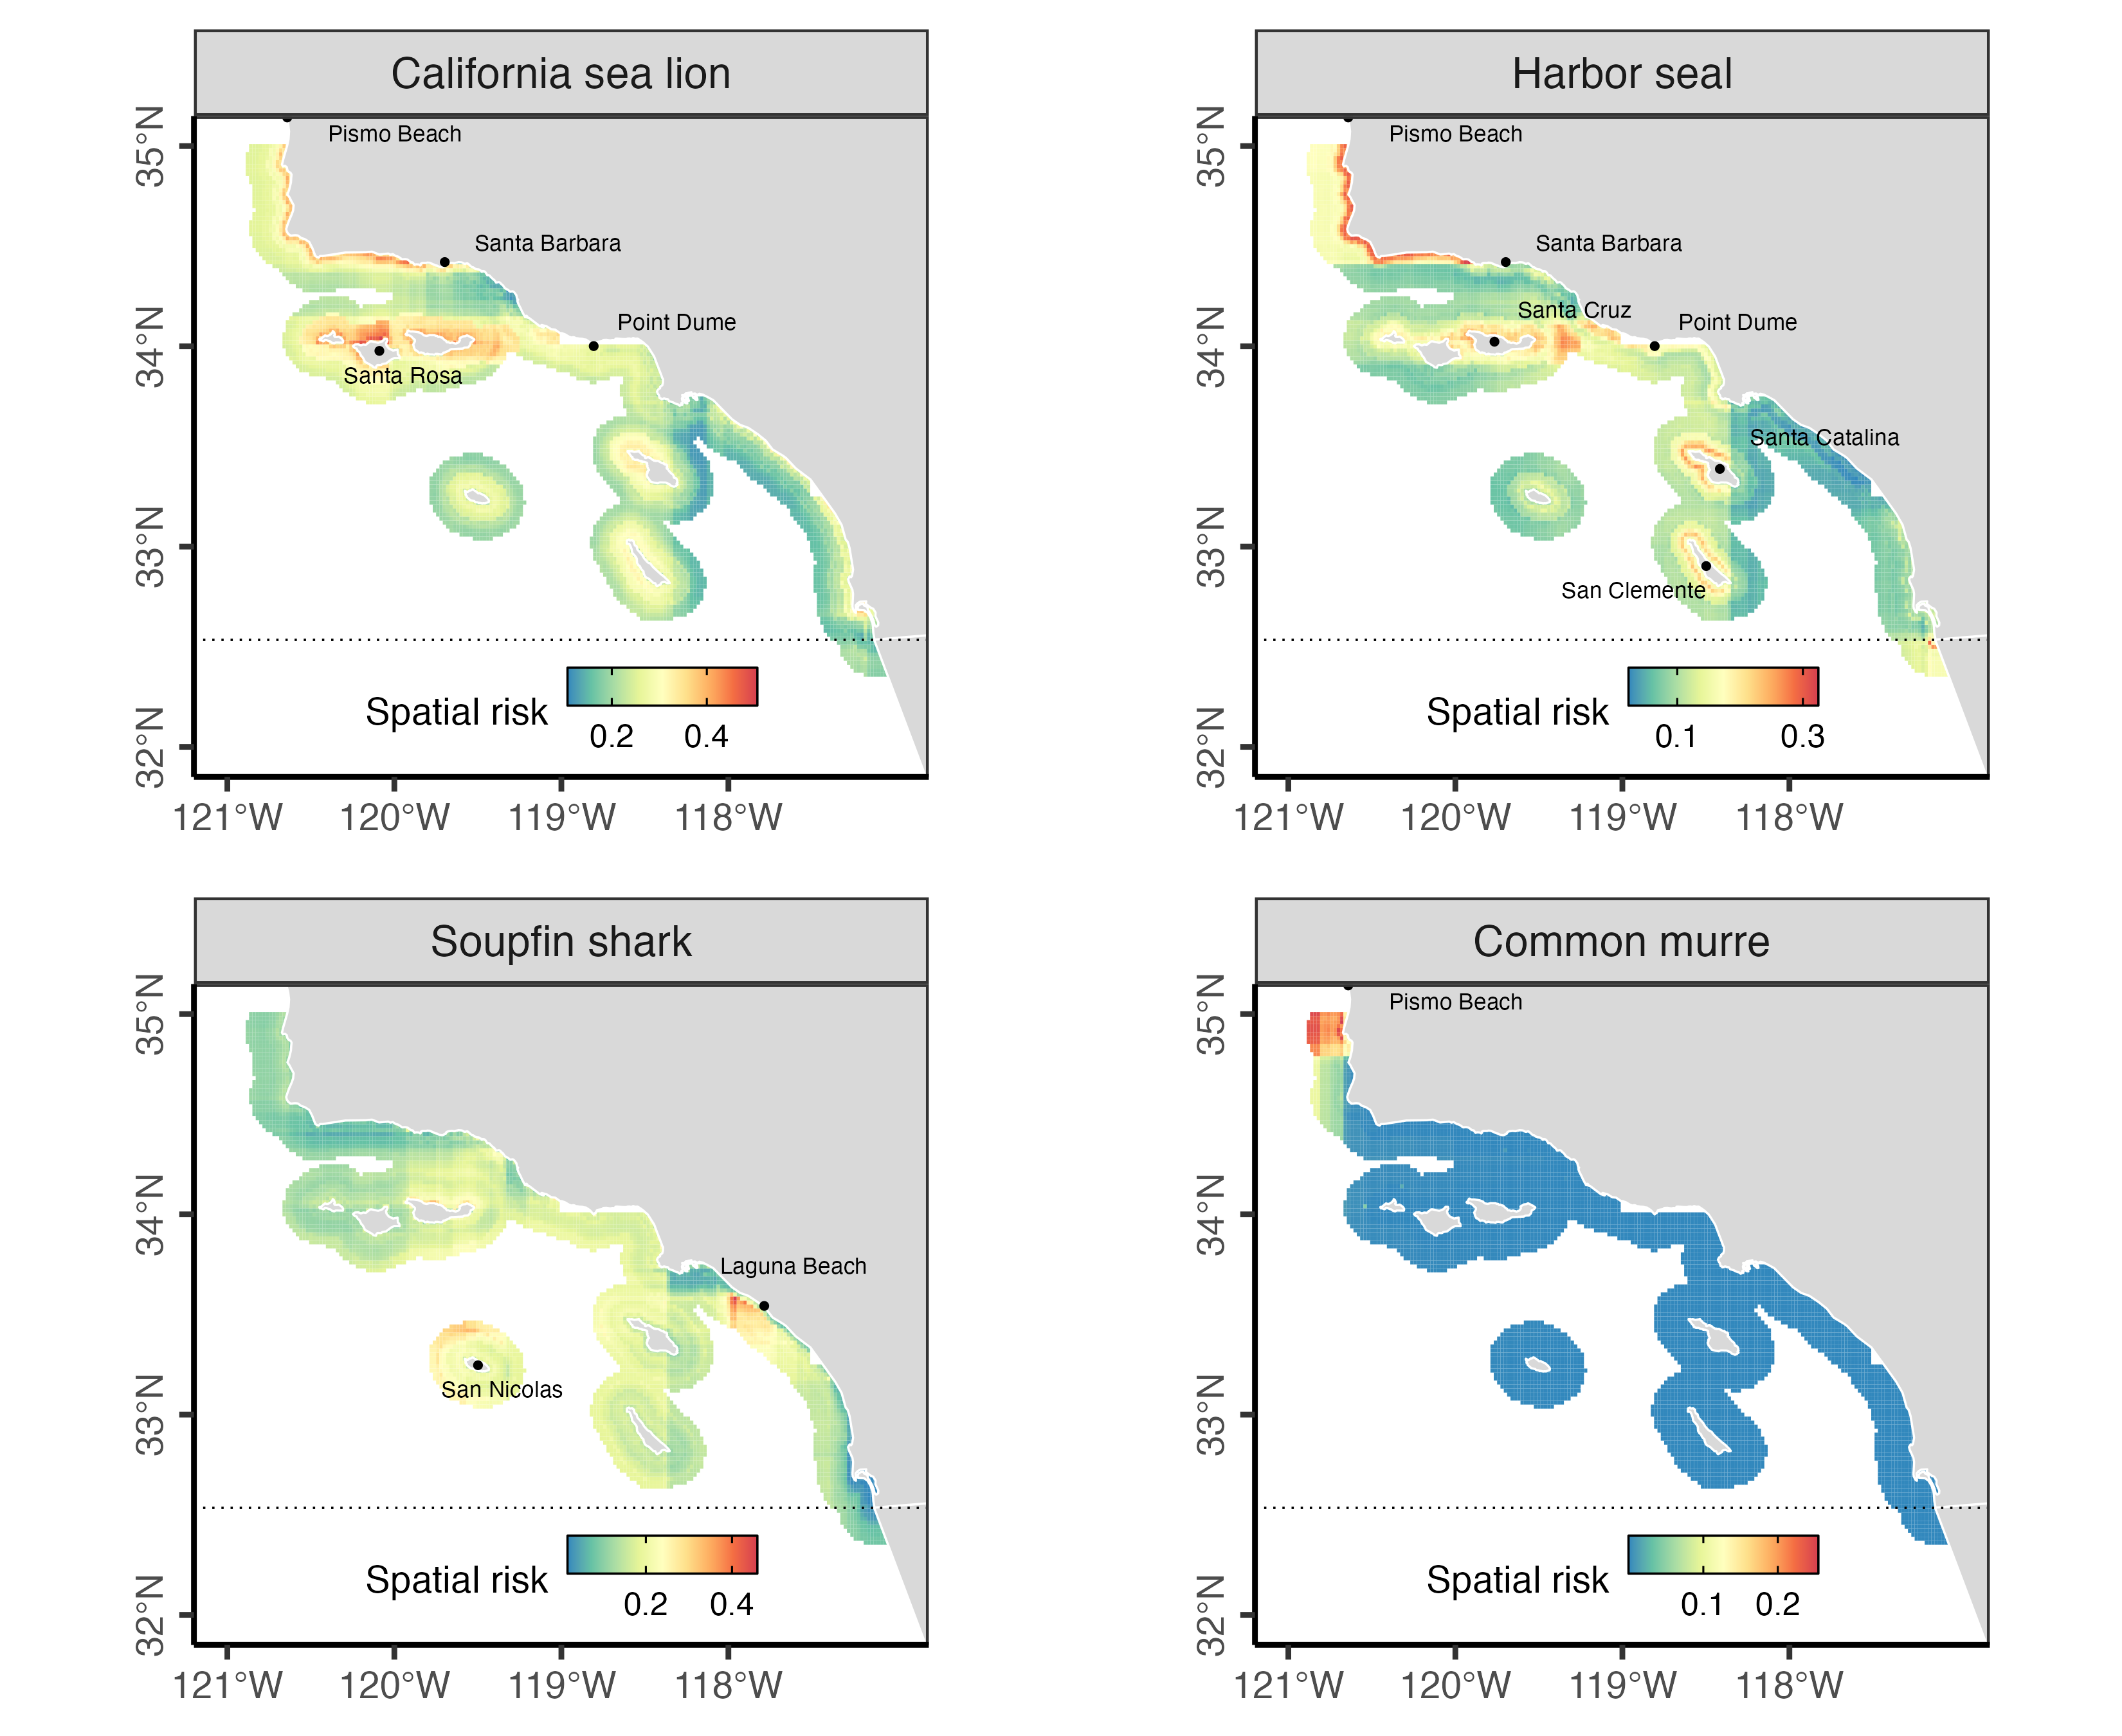 California sea lion
35°N
34°N
33°N
32°N
Pismo Beach
Santa Barbara
Point Dume
Santa Rosa
Spatial risk
0.2
0.4
121°W
120°W
119°W
118°W
Harbor seal
35°N
34°N
33°N
32°N
Pismo Beach
Santa Barbara
Santa Cruz
Point Dume
Santa Catalina
San Clemente
Spatial risk
0.1
0.3
121°W
120°W
119°W
118°W
Soupfin shark
35°N
34°N
33°N
32°N
Laguna Beach
San Nicolas
Spatial risk
0.2
0.4
121°W
120°W
119°W
118°W
Common murre
35°N
34°N
33°N
32°N
Pismo Beach
Spatial risk
0.1
0.2
121°W
120°W
119°W
118°W